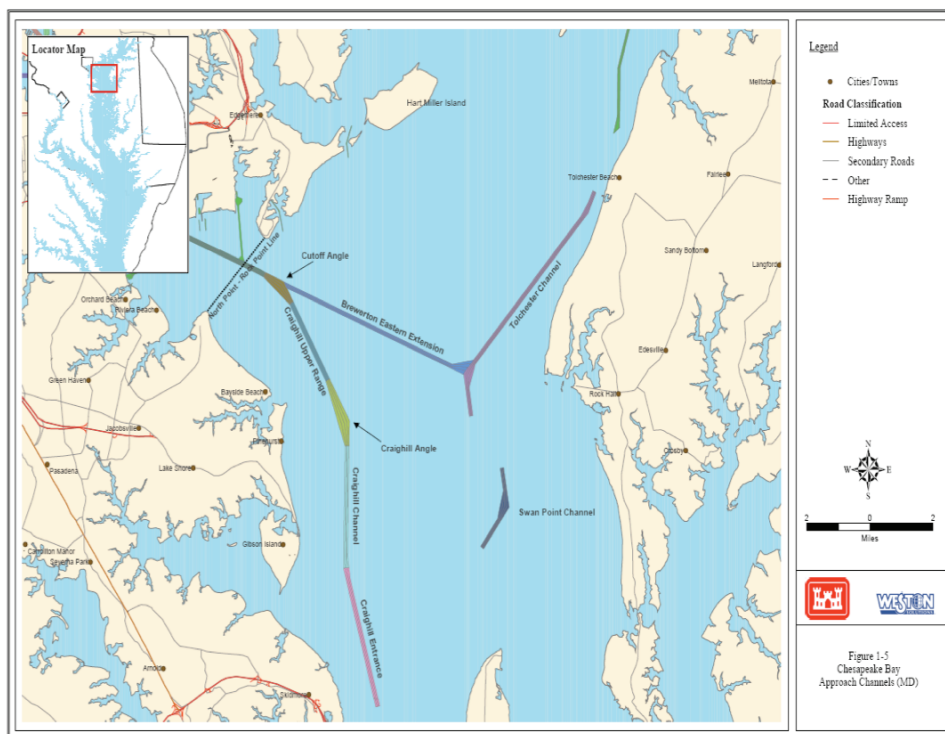 Locator Map
Hart Miller Island
Melitota
Tolchester Beach
Fairlee
North Point - Rock Point Line
Cutoff Angle
Sandy Bottom
Langford
Orchard Beach
Riviera Beach
Brewerton Eastern Extension
Tolchester Channel
Craighill Upper Range
Edesville
Green Haven
Bayside Beach
Rock Hall
Jacobsville
Pinehurst
Craighill Angle
Crosby
Pasadena
Lake Shore
Craighill Channel
Swan Point Channel
Gibson Island
Severna Park
Craighill Entrance
Arnold
Skidmore
Legend
Cities/Towns
Road Classification
Limited Access
Highways
Secondary Roads
Other
Highway Ramp
N
W
E
S
2
0
2
Miles
WESTON
Figure 1-5
Chesapeake Bay
Approach Channels (MD)